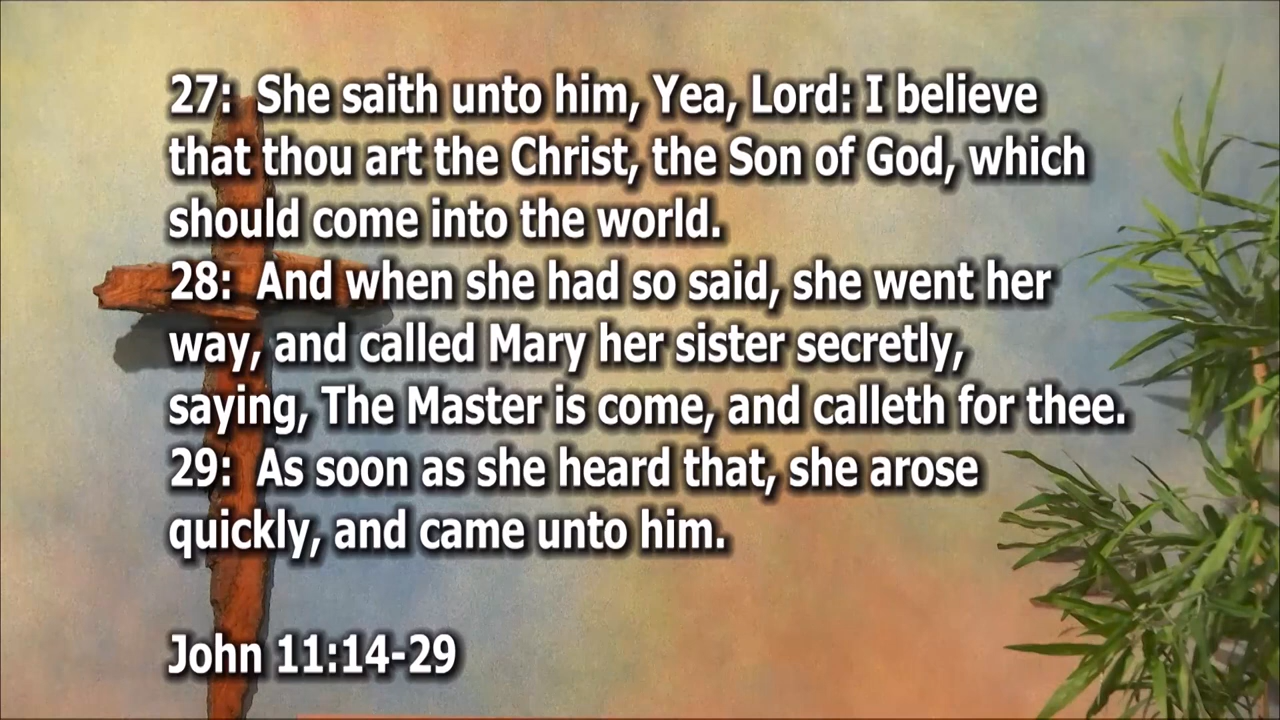 27:  She saith unto him, Yea, Lord: I believe
that thou art the Christ, the Son of God, which
should come into the world.
28:  And when she had so said, she went her
way, and called Mary her sister secretly,
saying, The Master is come, and calleth for thee.
29:  As soon as she heard that, she arose
quickly, and came unto him.
John 11:14-29